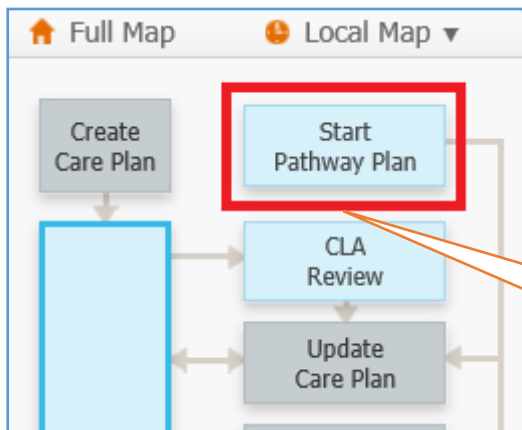 Full Map
Local Map ▼
Create
Care Plan
Start
Pathway Plan
CLA
Review
Update
Care Plan